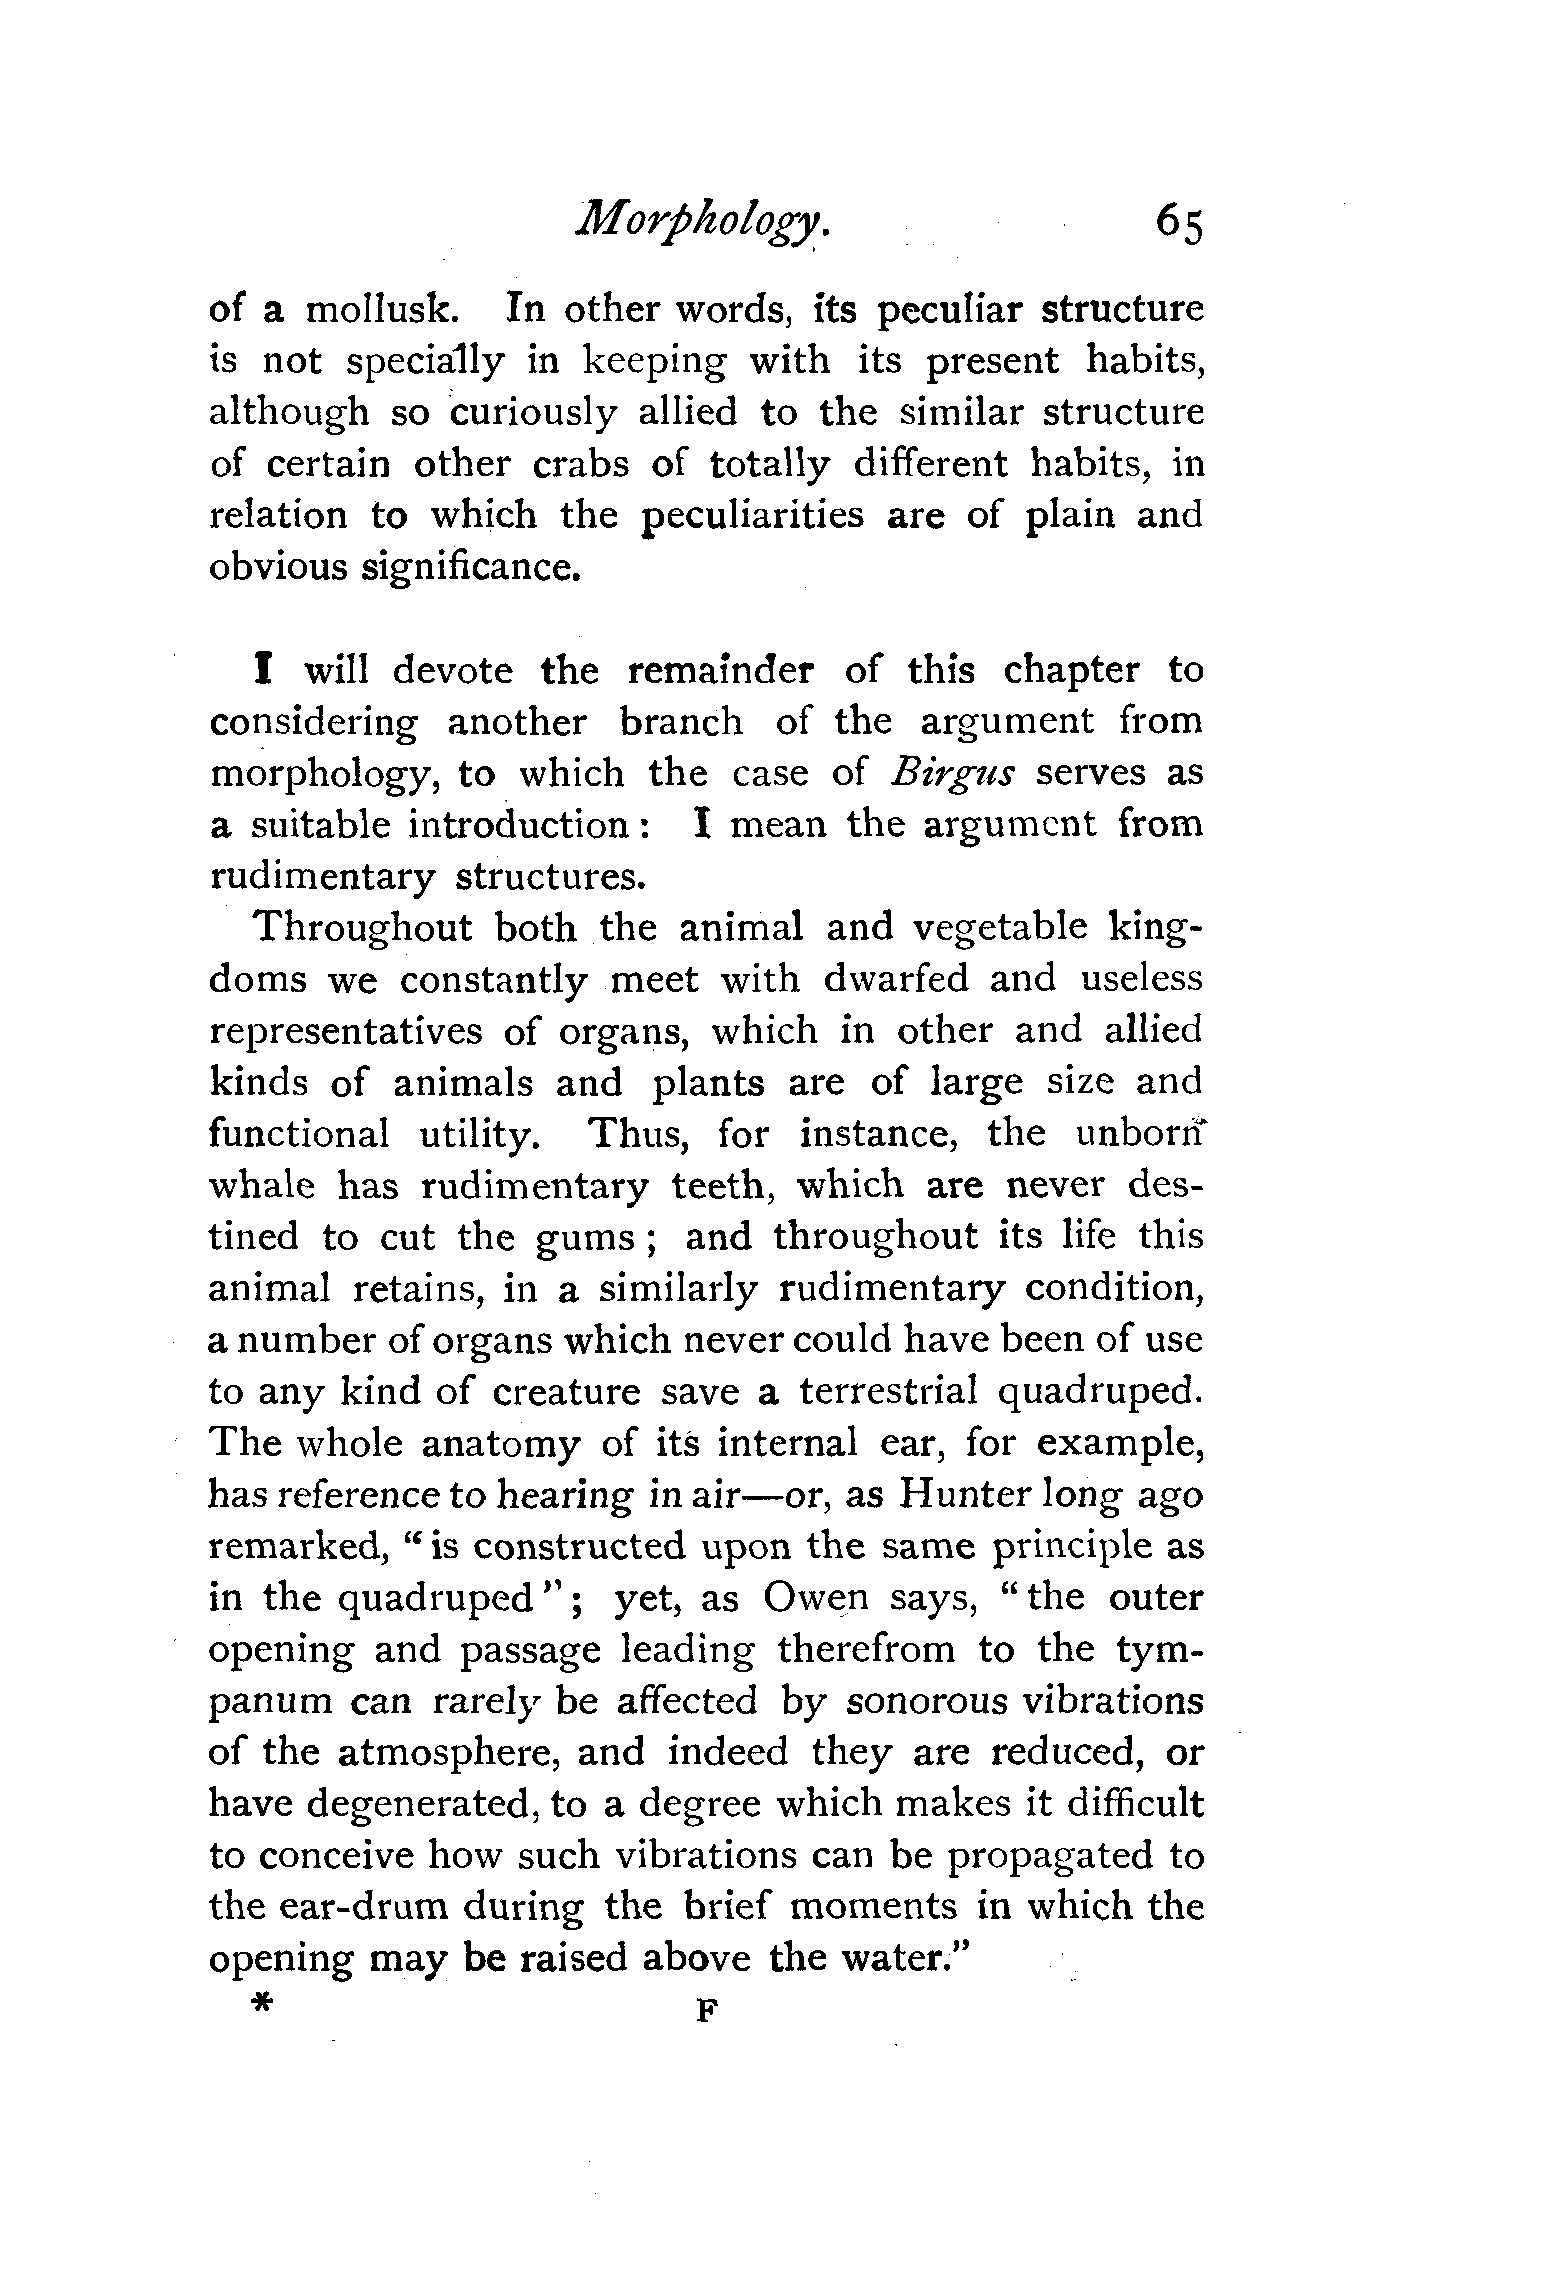 Morphology. 65
of a mollusk. In other words, its peculiar structure
is not specially in keeping with its present habits,
although so curiously allied to the similar structure
of certain other crabs of totally different habits, in
relation to which the peculiarities are of plain and
obvious significance.
I will devote the remainder of this chapter to
considering another branch of the argument from
morphology, to which the case of Birgus serves as
a suitable introduction : I mean the argument from
rudimentary structures.
Throughout both the animal and vegetable king-
doms we constantly meet with dwarfed and useless
representatives of organs, which in other and allied
kinds of animals and plants are of large size and
functional utility. Thus, for instance, the unborn
whale has rudimentary teeth, which are never des-
tined to cut the gums ; and throughout its life this
animal retains, in a similarly rudimentary condition,
a number of organs which never could have been of use
to any kind of creature save a terrestrial quadruped.
The whole anatomy of its internal ear, for example,
has reference to hearing in air—or, as Hunter long ago
remarked, “ is constructed upon the same principle as
in the quadruped ” ; yet, as Owen says, “ the outer
opening and passage leading therefrom to the tym-
panum can rarely be affected by sonorous vibrations
of the atmosphere, and indeed they are reduced, or
have degenerated, to a degree which makes it difficult
to conceive how such vibrations can be propagated to
the ear-drum during the brief moments in which the
opening may be raised above the water.”
* F